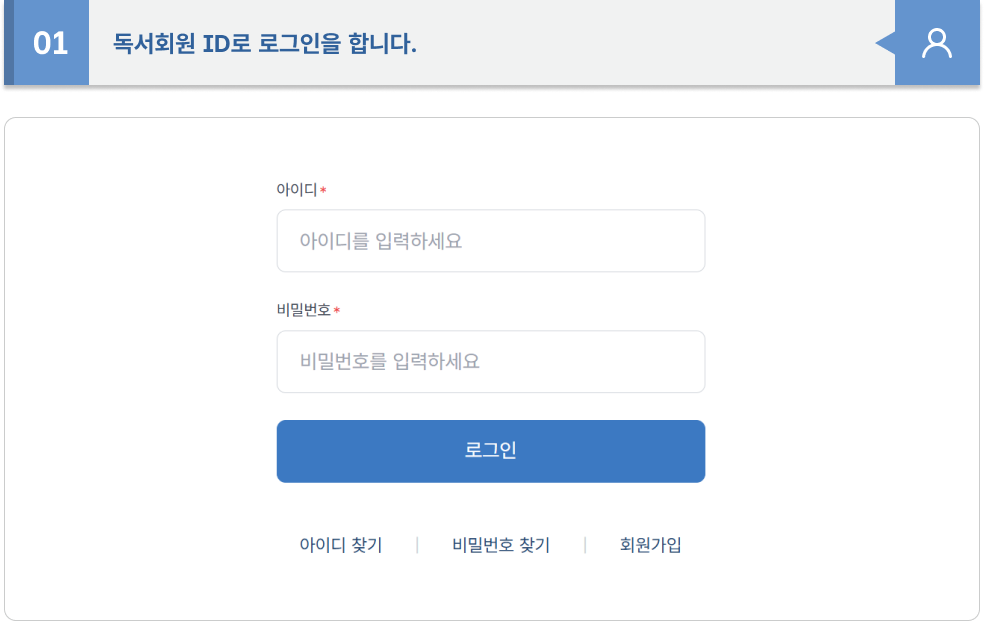 01 독서회원 ID로 로그인을 합니다.
아이디*
아이디를 입력하세요
비밀번호*
비밀번호를 입력하세요
로그인
아이디 찾기 | 비밀번호 찾기 | 회원가입